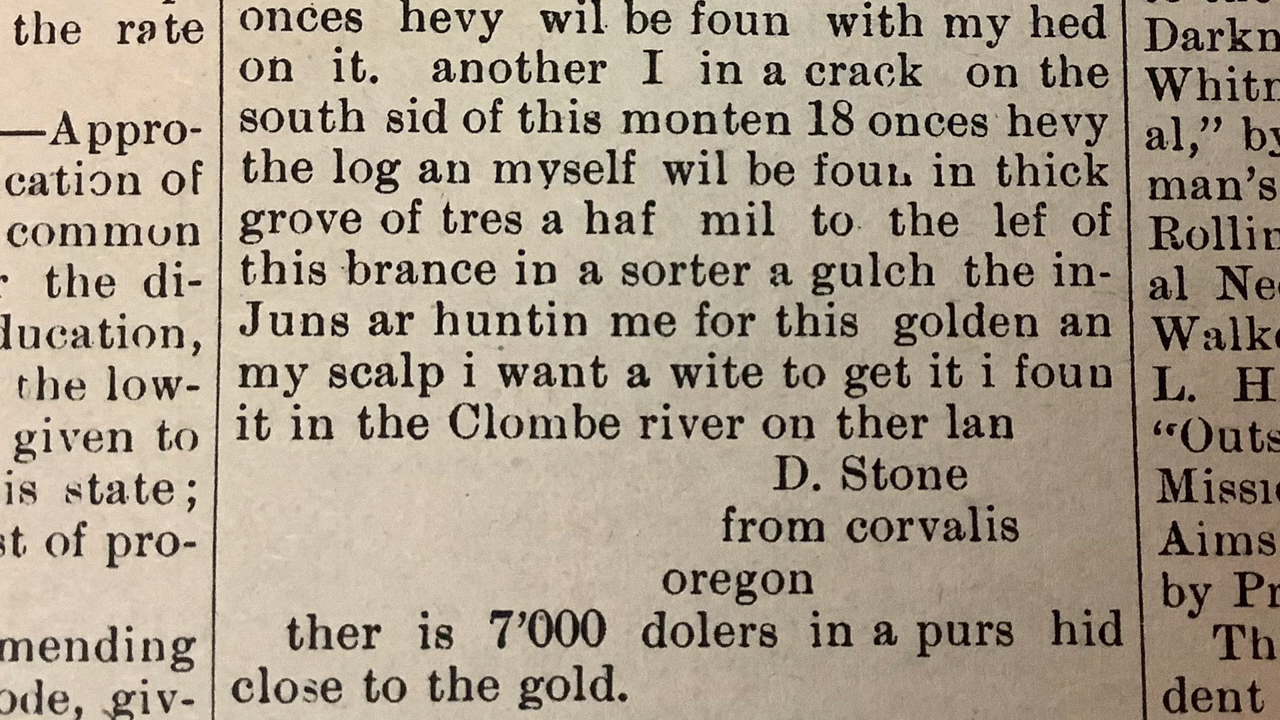 the rate
—Appro-
cation of
common
the di-
ducation,
the low-
given to
is state;
st of pro-
mending
ode, giv-
onces hevy wil be foun with my hed
on it. another I in a crack on the
south sid of this monten 18 onces hevy
the log an myself wil be foun in thick
grove of tres a haf mil to the lef of
this brance in a sorter a gulch the in-
Juns ar huntin me for this golden an
my scalp i want a wite to get it i foun
it in the Clombe river on ther lan
D. Stone
from corvalis
oregon
ther is 7’000 dolers in a purs hid
close to the gold.
Darkn
Whitr
al,” by
man’s
Rollin
al Ne
Walke
L. H
“Outs
Missi
Aims
by Pr
Th
dent